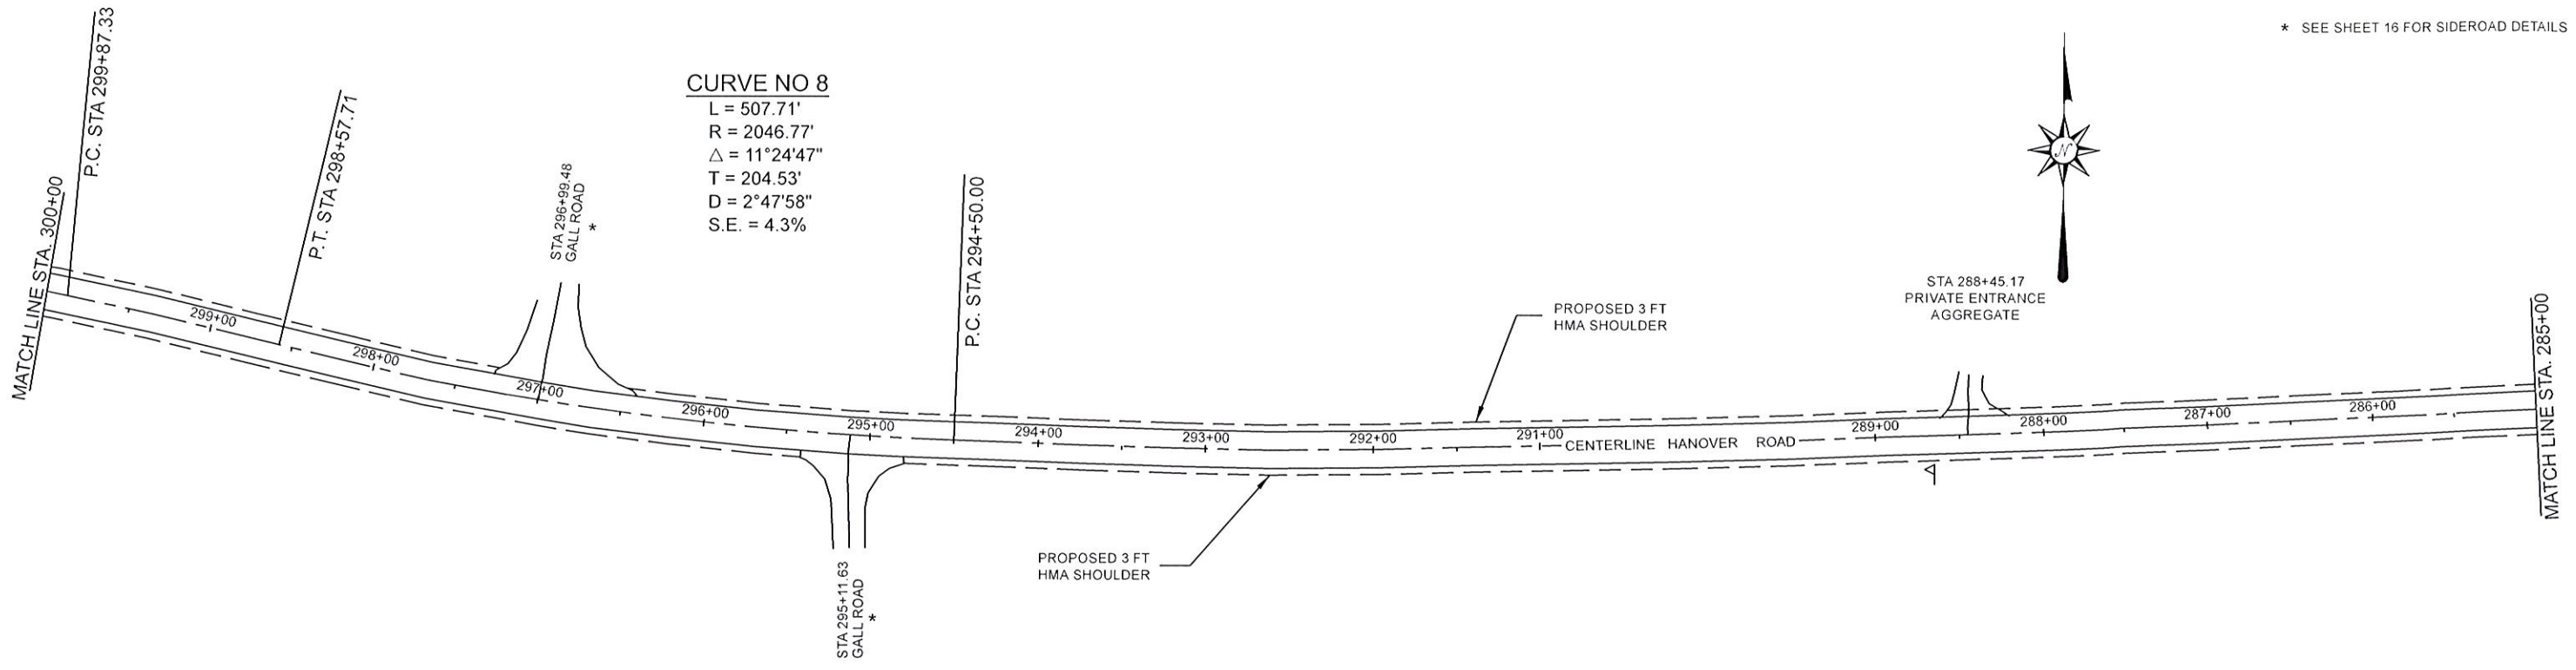 * SEE SHEET 16 FOR SIDEROAD DETAILS
P.C. STA 299+87.33
P.T. STA 298+57.71
CURVE NO 8
L = 507.71'
R = 2046.77'
△ = 11°24'47"
T = 204.53'
D = 2°47'58"
S.E. = 4.3%
STA 296+99.48
GALL ROAD
*
P.C. STA 294+50.00
N
MATCH LINE STA. 300+00
STA 288+45.17
PRIVATE ENTRANCE
AGGREGATE
PROPOSED 3 FT
HMA SHOULDER
MATCH LINE STA. 285+00
299+00
298+00
297+00
296+00
295+00
294+00
293+00
292+00
291+00
CENTERLINE HANOVER ROAD
289+00
288+00
287+00
286+00
PROPOSED 3 FT
HMA SHOULDER
STA 295+11.63
GALL ROAD
*